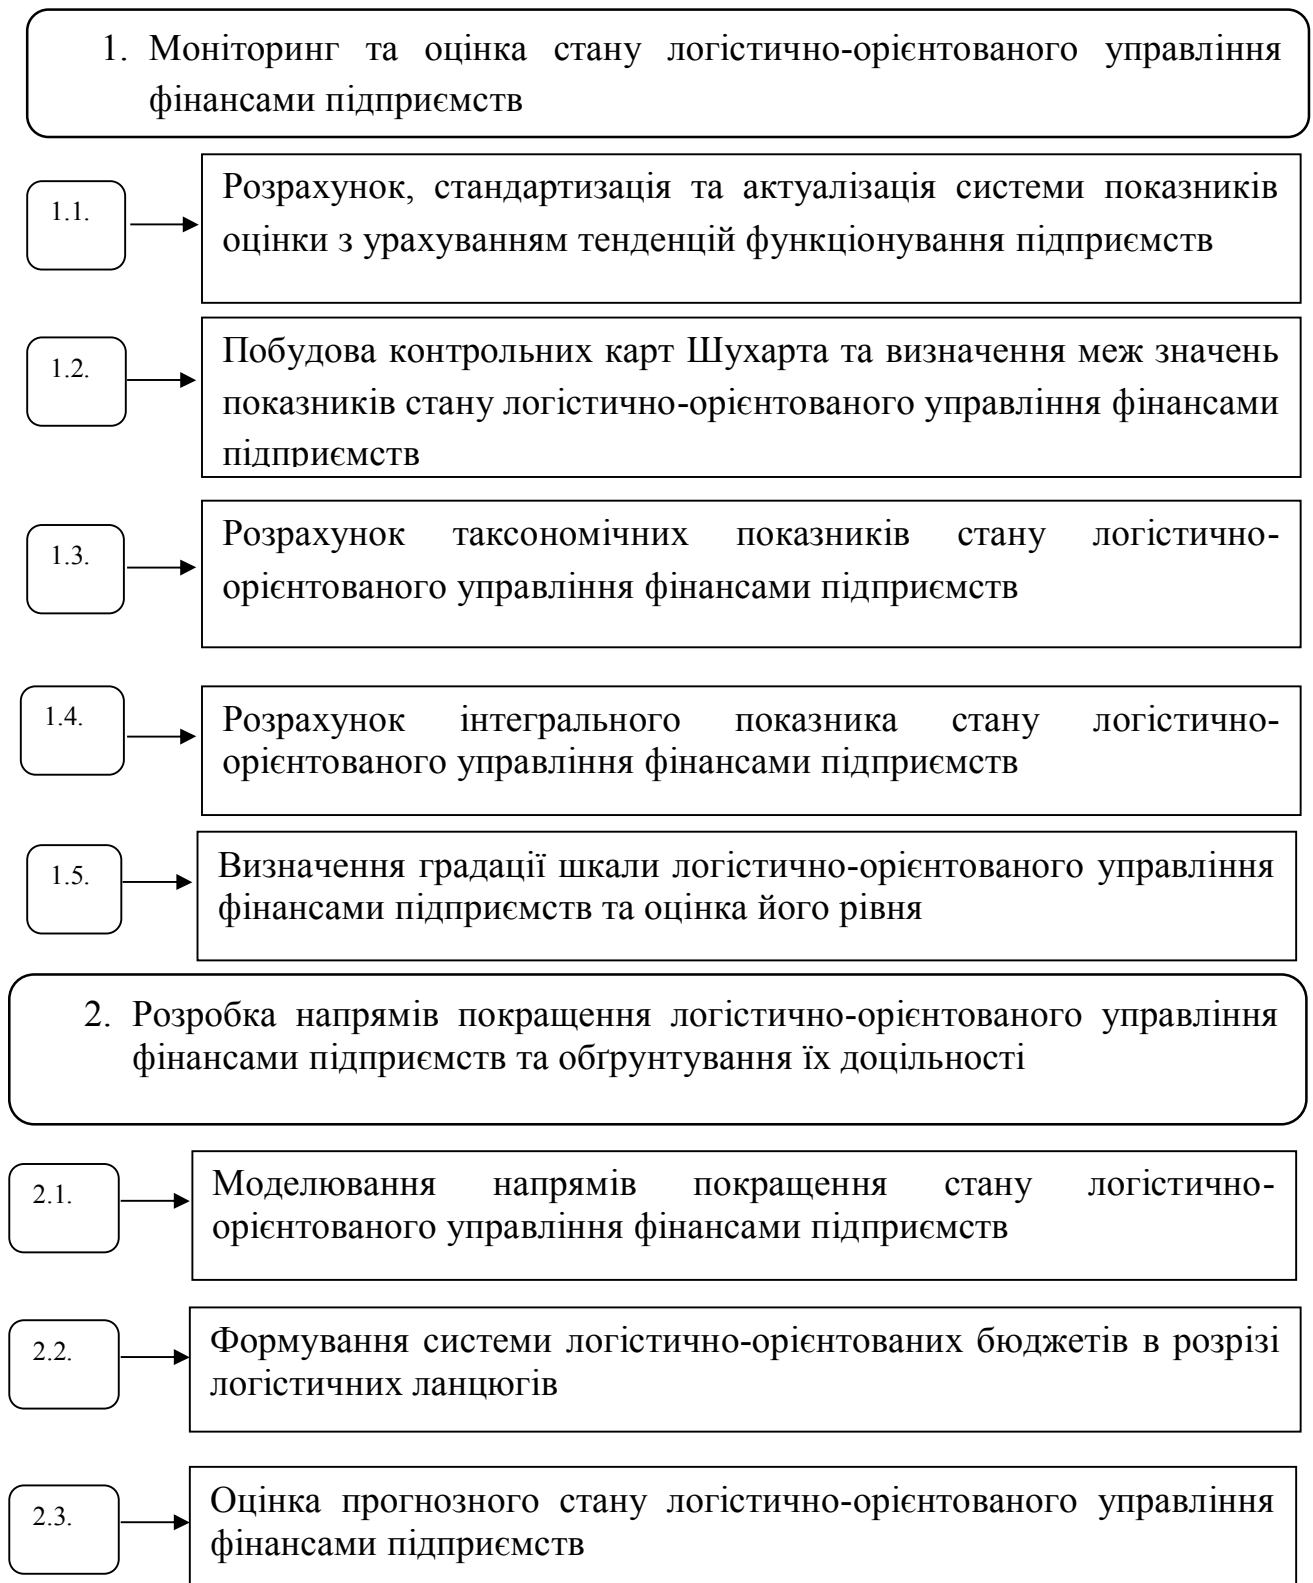 1. Моніторинг та оцінка стану логістично-орієнтованого управління
фінансами підприємств
1.1.
Розрахунок, стандартизація та актуалізація системи показників
оцінки з урахуванням тенденцій функціонування підприємств
1.2.
Побудова контрольних карт Шухарта та визначення меж значень
показників стану логістично-орієнтованого управління фінансами
підприємств
1.3.
Розрахунок таксономічних показників стану логістично-
орієнтованого управління фінансами підприємств
1.4.
Розрахунок інтегрального показника стану логістично-
орієнтованого управління фінансами підприємств
1.5.
Визначення градації шкали логістично-орієнтованого управління
фінансами підприємств та оцінка його рівня
2. Розробка напрямів покращення логістично-орієнтованого управління
фінансами підприємств та обґрунтування їх доцільності
2.1.
Моделювання напрямів покращення стану логістично-
орієнтованого управління фінансами підприємств
2.2.
Формування системи логістично-орієнтованих бюджетів в розрізі
логістичних ланцюгів
2.3.
Оцінка прогнозного стану логістично-орієнтованого управління
фінансами підприємств